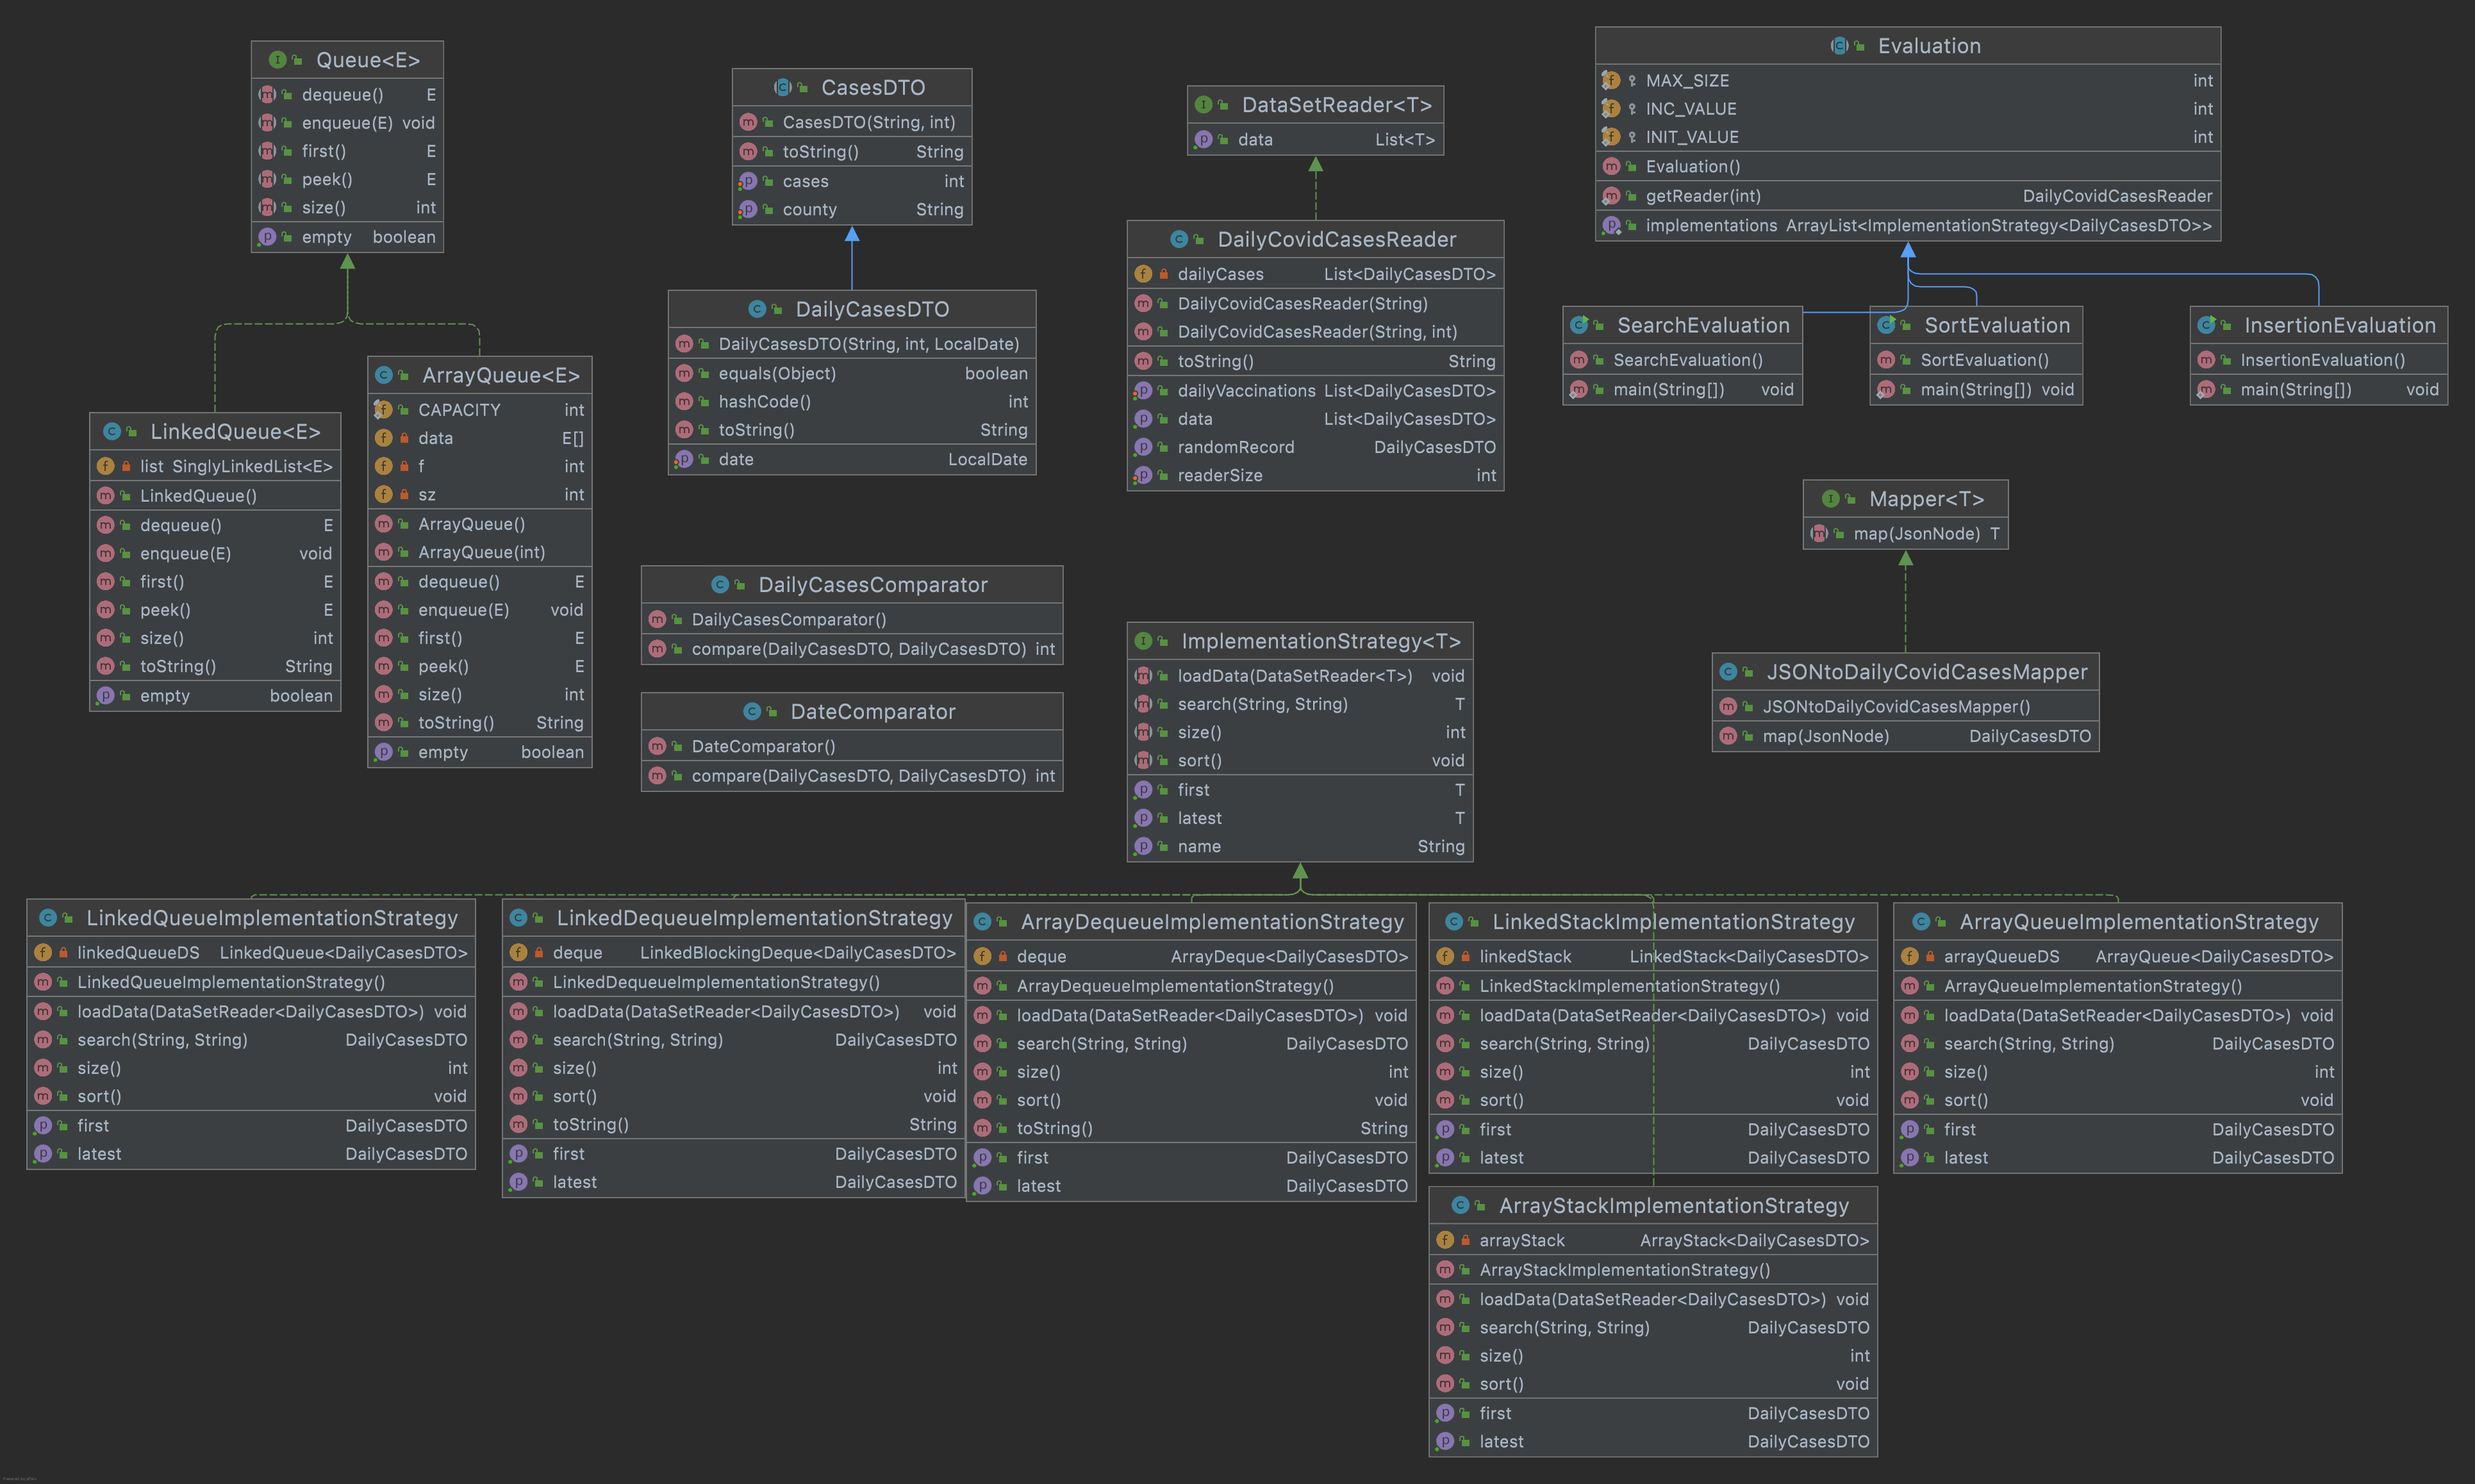 Queue<E>
dequeue() E
enqueue(E) void
first() E
peek() E
size() int
empty boolean
LinkedQueue<E>
list SinglyLinkedList<E>
LinkedQueue()
dequeue() E
enqueue(E) void
first() E
peek() E
size() int
toString() String
empty boolean
ArrayQueue<E>
CAPACITY int
data E[]
f int
sz int
ArrayQueue()
ArrayQueue(int)
dequeue() E
enqueue(E) void
first() E
peek() E
size() int
toString() String
empty boolean
CasesDTO
CasesDTO(String, int)
toString() String
cases int
county String
DailyCasesDTO
DailyCasesDTO(String, int, LocalDate)
equals(Object) boolean
hashCode() int
toString() String
date LocalDate
DailyCasesComparator
DailyCasesComparator()
compare(DailyCasesDTO, DailyCasesDTO) int
DateComparator
DateComparator()
compare(DailyCasesDTO, DailyCasesDTO) int
DataSetReader<T>
data List<T>
DailyCovidCasesReader
dailyCases List<DailyCasesDTO>
DailyCovidCasesReader(String)
DailyCovidCasesReader(String, int)
toString() String
dailyVaccinations List<DailyCasesDTO>
data List<DailyCasesDTO>
randomRecord DailyCasesDTO
readerSize int
Evaluation
MAX_SIZE int
INC_VALUE int
INIT_VALUE int
Evaluation()
getReader(int) DailyCovidCasesReader
implementations ArrayList<ImplementationStrategy<DailyCasesDTO>>
SearchEvaluation
SearchEvaluation()
main(String[]) void
SortEvaluation
SortEvaluation()
main(String[]) void
InsertionEvaluation
InsertionEvaluation()
main(String[]) void
Mapper<T>
map(JsonNode) T
JSONtoDailyCovidCasesMapper
JSONtoDailyCovidCasesMapper()
map(JsonNode) DailyCasesDTO
ImplementationStrategy<T>
loadData(DataSetReader<T>) void
search(String, String) T
size() int
sort() void
first T
latest T
name String
LinkedQueueImplementationStrategy
linkedQueueDS LinkedQueue<DailyCasesDTO>
LinkedQueueImplementationStrategy()
loadData(DataSetReader<DailyCasesDTO>) void
search(String, String) DailyCasesDTO
size() int
sort() void
first DailyCasesDTO
latest DailyCasesDTO
LinkedDequeueImplementationStrategy
deque LinkedBlockingDeque<DailyCasesDTO>
LinkedDequeueImplementationStrategy()
loadData(DataSetReader<DailyCasesDTO>) void
search(String, String) DailyCasesDTO
size() int
sort() void
toString() String
first DailyCasesDTO
latest DailyCasesDTO
ArrayDequeueImplementationStrategy
deque ArrayDeque<DailyCasesDTO>
ArrayDequeueImplementationStrategy()
loadData(DataSetReader<DailyCasesDTO>) void
search(String, String) DailyCasesDTO
size() int
sort() void
toString() String
first DailyCasesDTO
latest DailyCasesDTO
LinkedStackImplementationStrategy
linkedStack LinkedStack<DailyCasesDTO>
LinkedStackImplementationStrategy()
loadData(DataSetReader<DailyCasesDTO>) void
search(String, String) DailyCasesDTO
size() int
sort() void
first DailyCasesDTO
latest DailyCasesDTO
ArrayQueueImplementationStrategy
arrayQueueDS ArrayQueue<DailyCasesDTO>
ArrayQueueImplementationStrategy()
loadData(DataSetReader<DailyCasesDTO>) void
search(String, String) DailyCasesDTO
size() int
sort() void
first DailyCasesDTO
latest DailyCasesDTO
ArrayStackImplementationStrategy
arrayStack ArrayStack<DailyCasesDTO>
ArrayStackImplementationStrategy()
loadData(DataSetReader<DailyCasesDTO>) void
search(String, String) DailyCasesDTO
size() int
sort() void
first DailyCasesDTO
latest DailyCasesDTO